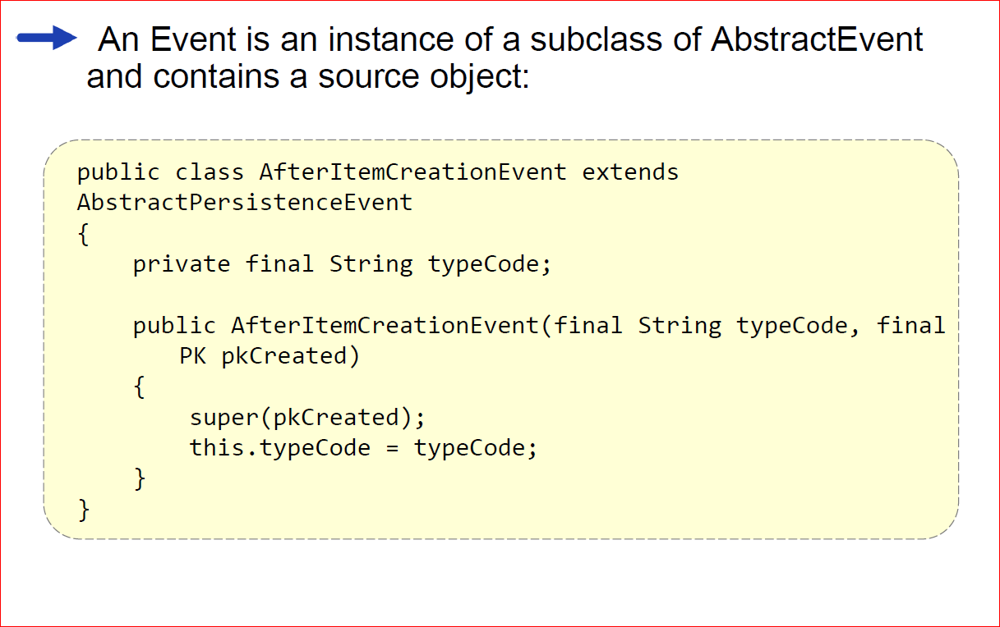 An Event is an instance of a subclass of AbstractEvent
and contains a source object:
public class AfterItemCreationEvent extends
AbstractPersistenceEvent
{
    private final String typeCode;
    public AfterItemCreationEvent(final String typeCode, final
        PK pkCreated)
    {
        super(pkCreated);
        this.typeCode = typeCode;
    }
}